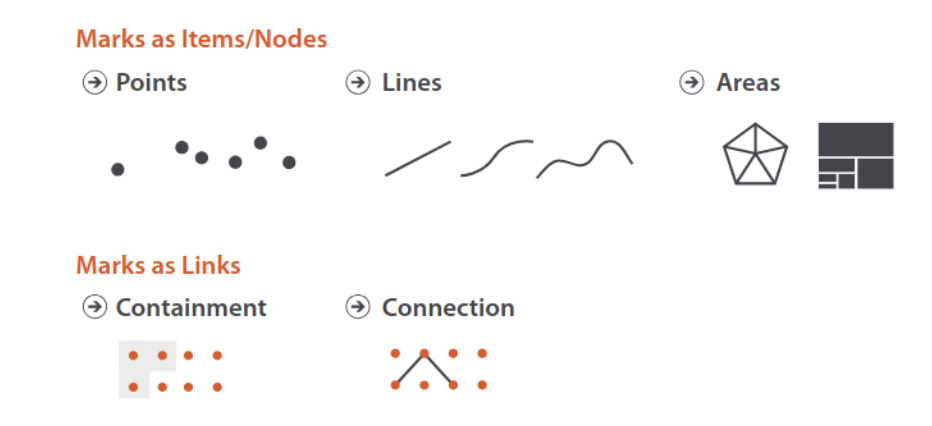 Marks as Items/Nodes
Points
Lines
Areas
Marks as Links
Containment
Connection